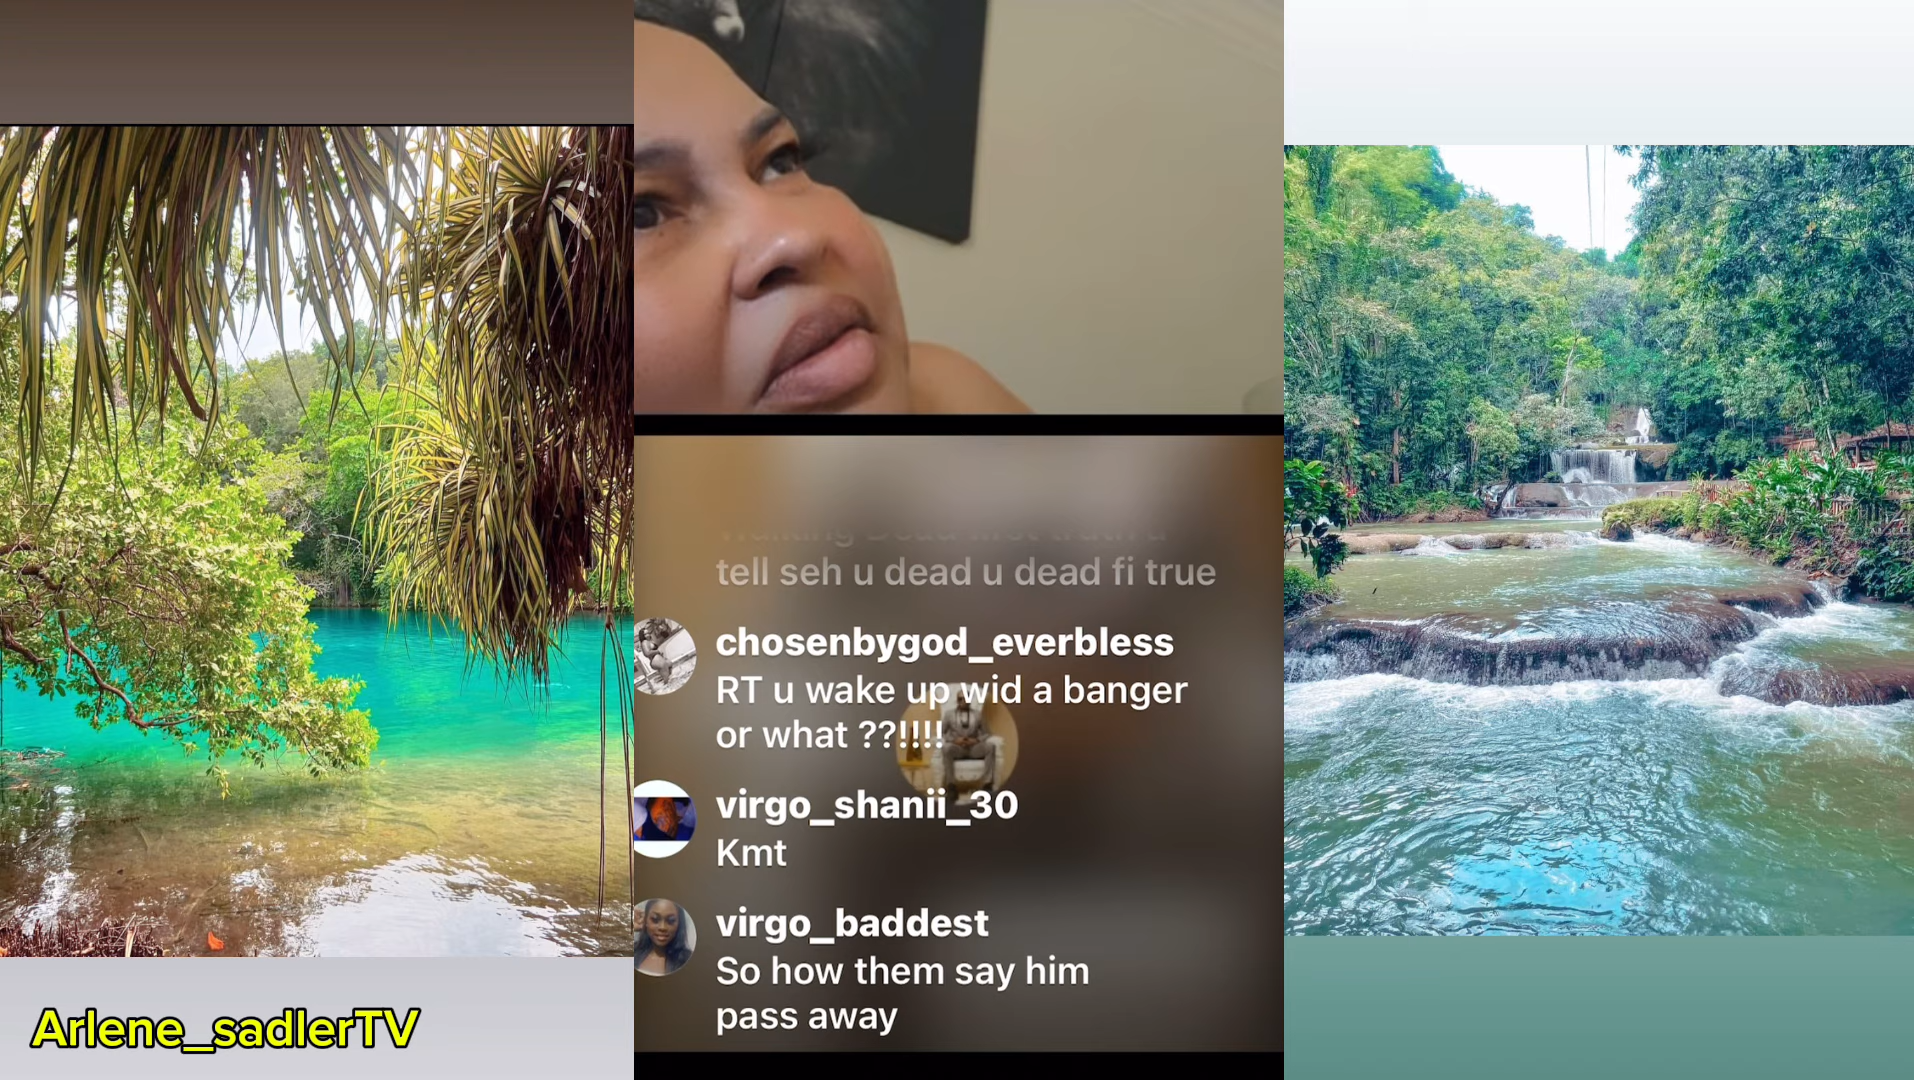 tell seh u dead u dead fi true
chosenbygod_everbless
RT u wake up wid a banger
or what ??!!!!
virgo_shanii_30
Kmt
virgo_baddest
So how them say him
pass away
Arlene_sadlerTV